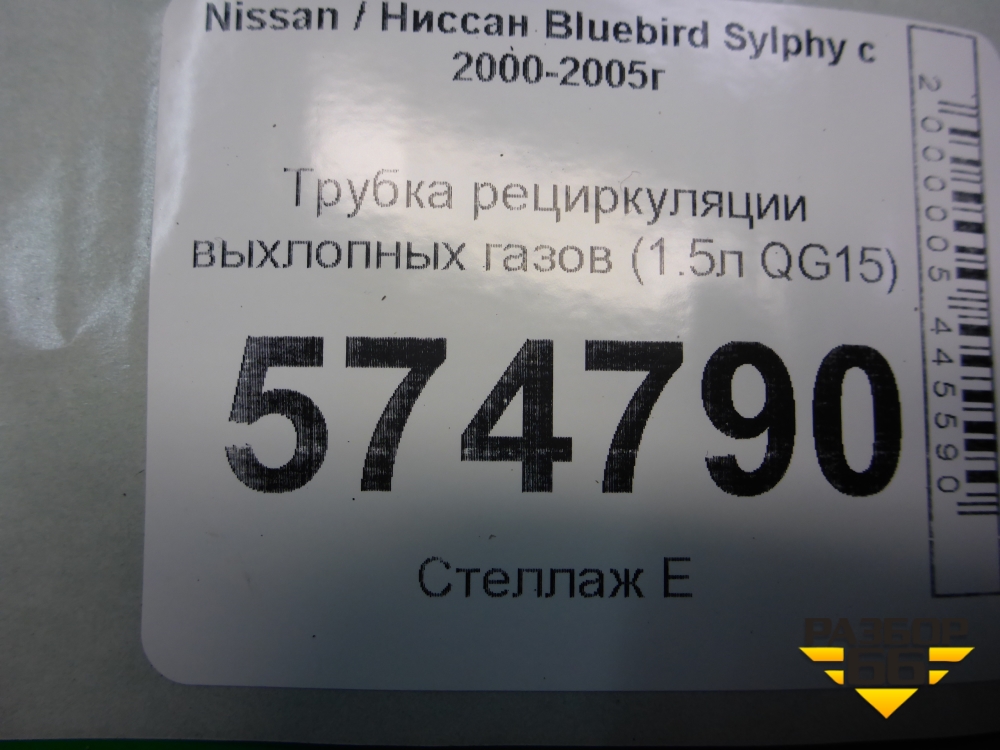 Nissan / Ниссан Bluebird Sylphy с
2000-2005г
Трубка рециркуляции
выхлопных газов (1.5л QG15)
574790
Стеллаж Е
2000005445590
РАЗБОР
66